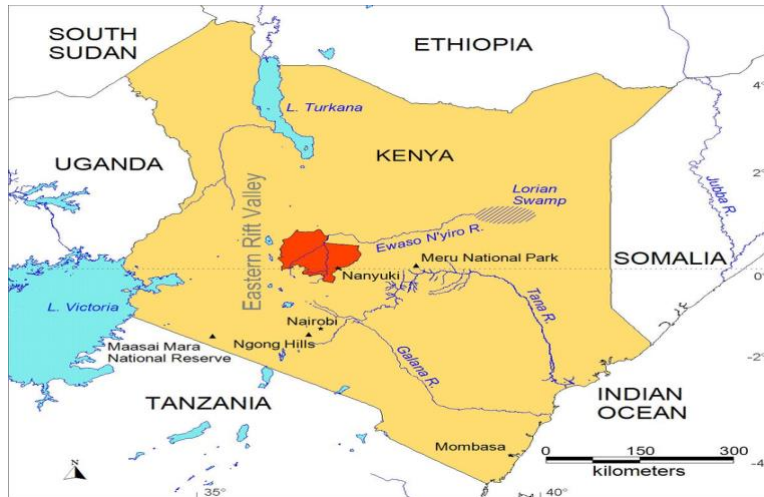 SOUTH
SUDAN
ETHIOPIA
4°
L. Turkana
UGANDA
KENYA
Eastern Rift Valley
Lorian
Swamp
Jubba R.
2°
Ewaso N'yiro R.
Meru National Park
SOMALIA
Nanyuki
0°
L. Victoria
Tana R.
Nairobi
Maasai Mara
National Reserve
Ngong Hills
Galana R.
-2°
TANZANIA
INDIAN
OCEAN
Mombasa
0 150 300
kilometers
-4°
N
35°
40°